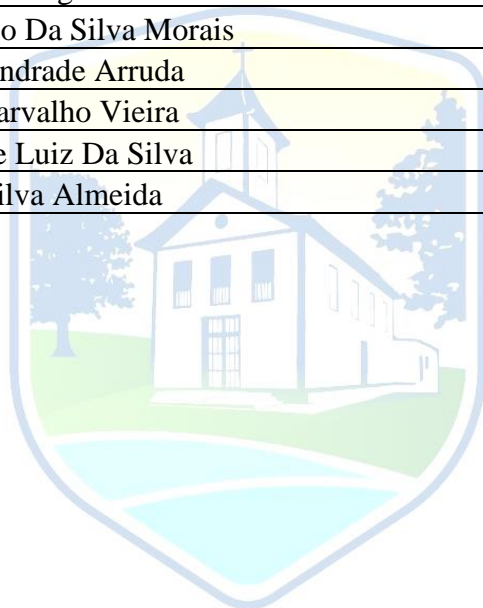 o Da Silva Morais
ndrade Arruda
arvalho Vieira
e Luiz Da Silva
ilva Almeida